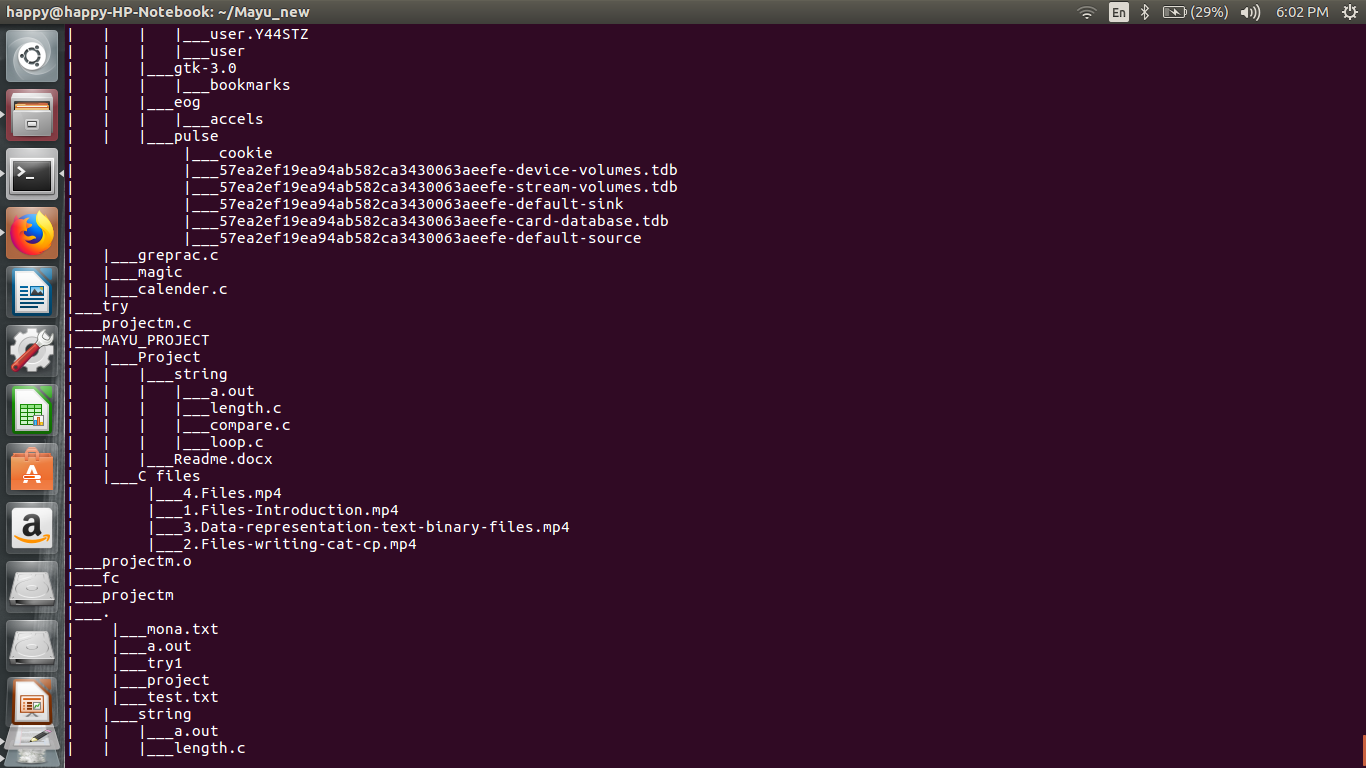 happy@happy-HP-Notebook: ~/Mayu_new En (29%) 6:02 PM
|   |   |   |___user.Y44STZ
|   |   |   |___user
|   |   |___gtk-3.0
|   |   |   |___bookmarks
|   |   |___eog
|   |   |   |___accels
|   |   |___pulse
|            |___cookie
|            |___57ea2ef19ea94ab582ca3430063aeefe-device-volumes.tdb
|            |___57ea2ef19ea94ab582ca3430063aeefe-stream-volumes.tdb
|            |___57ea2ef19ea94ab582ca3430063aeefe-default-sink
|            |___57ea2ef19ea94ab582ca3430063aeefe-card-database.tdb
|            |___57ea2ef19ea94ab582ca3430063aeefe-default-source
|   |___greprac.c
|   |___magic
|   |___calender.c
|___try
|___projectm.c
|___MAYU_PROJECT
|   |___Project
|   |   |___string
|   |   |   |___a.out
|   |   |   |___length.c
|   |   |   |___compare.c
|   |   |   |___loop.c
|   |   |___Readme.docx
|   |___C files
|        |___4.Files.mp4
|        |___1.Files-Introduction.mp4
|        |___3.Data-representation-text-binary-files.mp4
|        |___2.Files-writing-cat-cp.mp4
|___projectm.o
|___fc
|___projectm
|___.
|    |___mona.txt
|    |___a.out
|    |___try1
|    |___project
|    |___test.txt
|   |___string
|   |   |___a.out
|   |   |___length.c